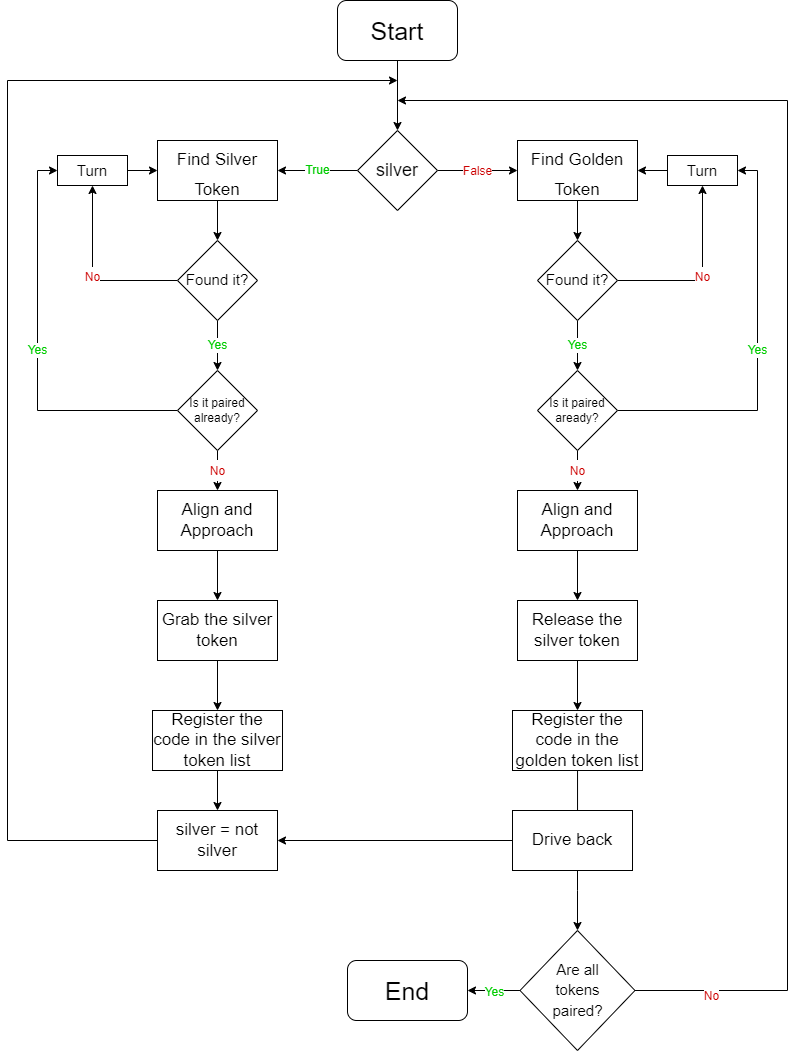 Start
silver
True
False
Find Silver
Token
Turn
Find Golden
Token
Turn
Found it?
No
Yes
Found it?
No
Yes
Is it paired
already?
Yes
No
Is it paired
aready?
Yes
No
Align and
Approach
Align and
Approach
Grab the silver
token
Release the
silver token
Register the
code in the silver
token list
Register the
code in the
golden token list
silver = not
silver
Drive back
Are all
tokens
paired?
Yes
No
End